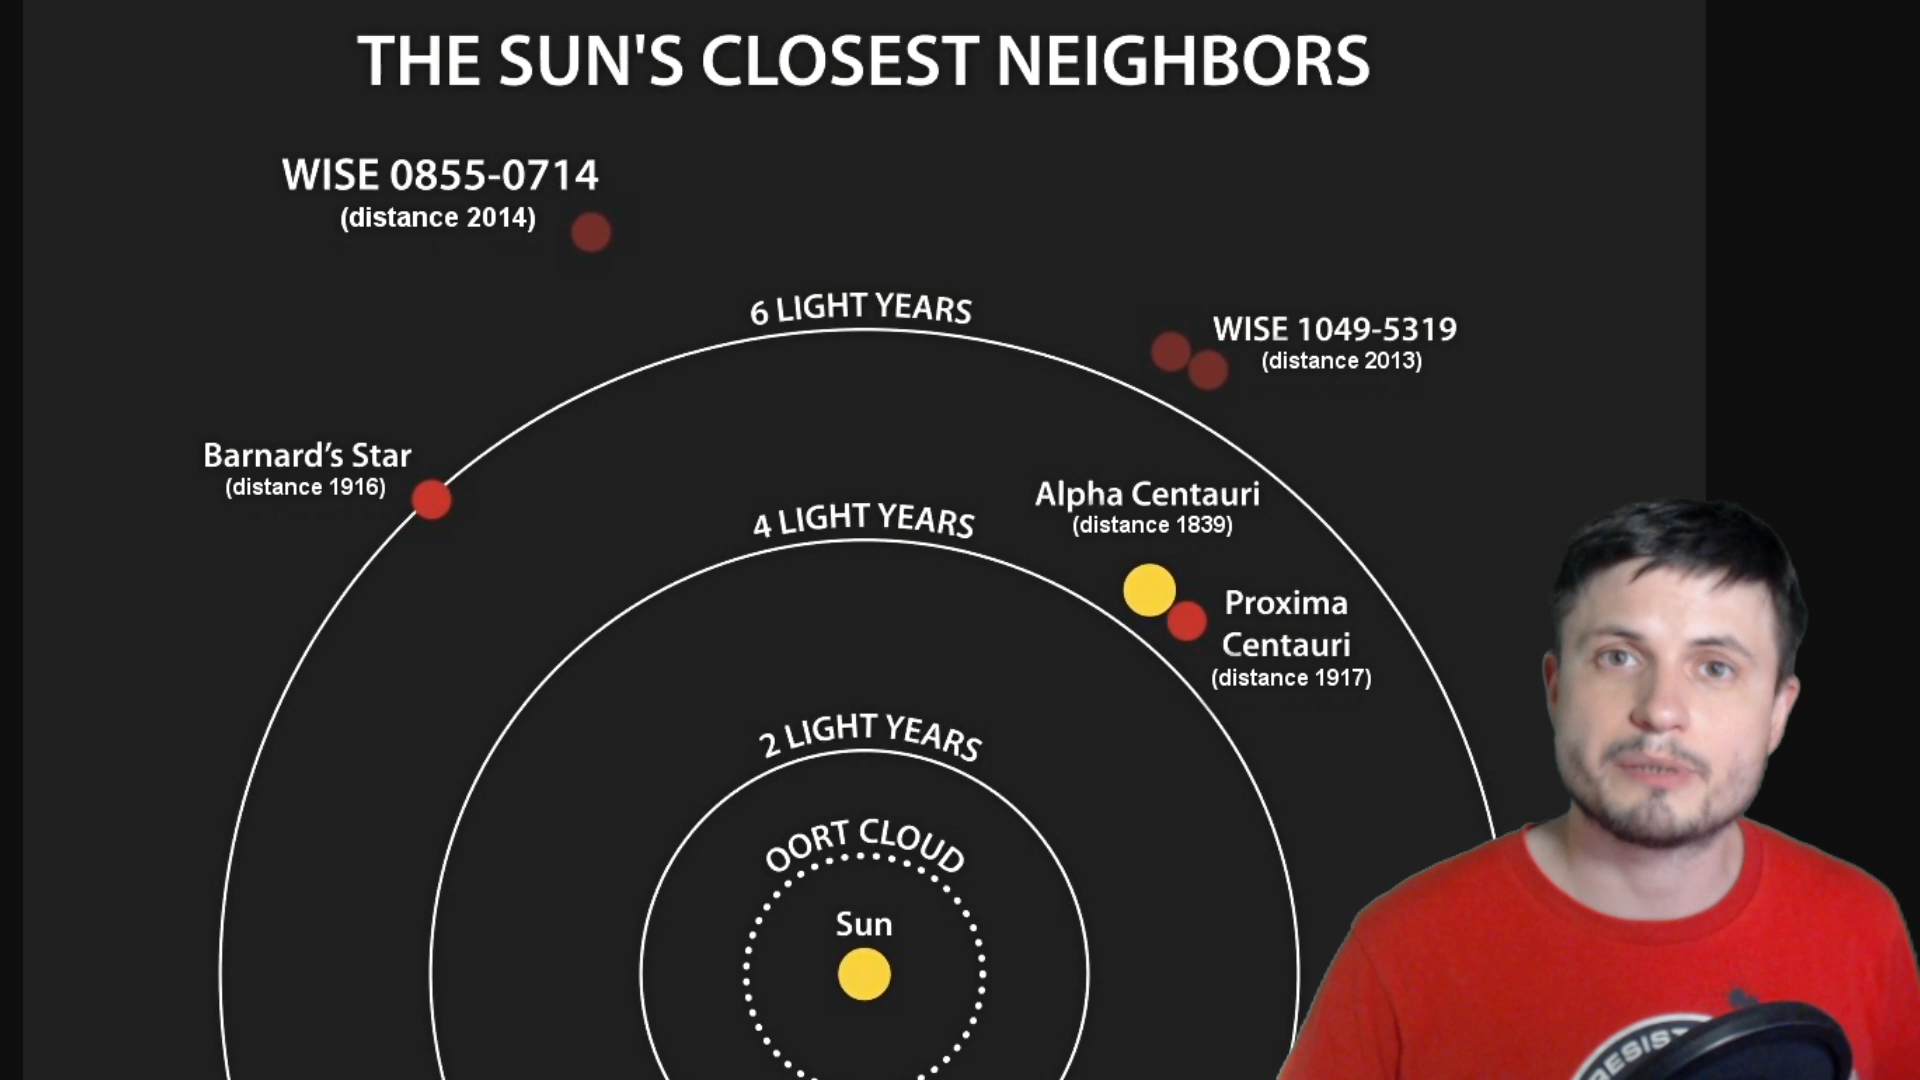 THE SUN'S CLOSEST NEIGHBORS
WISE 0855-0714
(distance 2014)
6 LIGHT YEARS
WISE 1049-5319
(distance 2013)
Barnard’s Star
(distance 1916)
4 LIGHT YEARS
Alpha Centauri
(distance 1839)
Proxima
Centauri
(distance 1917)
2 LIGHT YEARS
OORT CLOUD
Sun